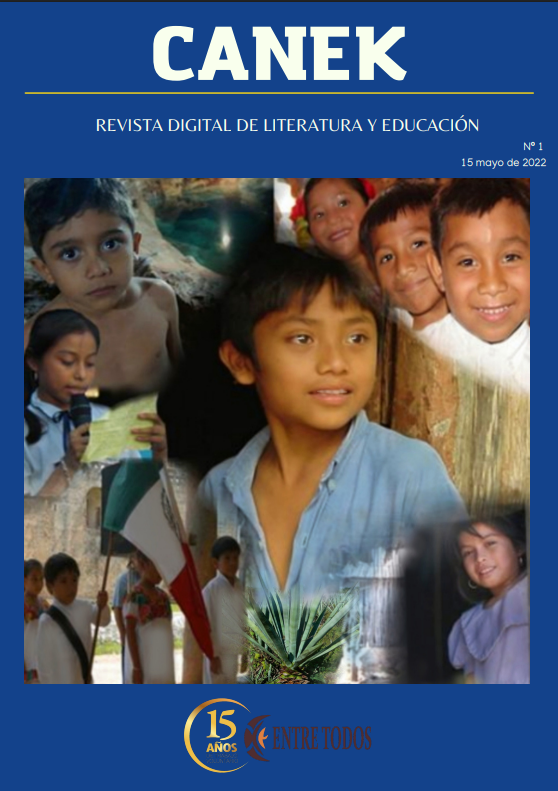 CANEK
REVISTA DIGITAL DE LITERATURA Y EDUCACIÓN
Nº 1
15 mayo de 2022
15
AÑOS
ENTRE TODOS